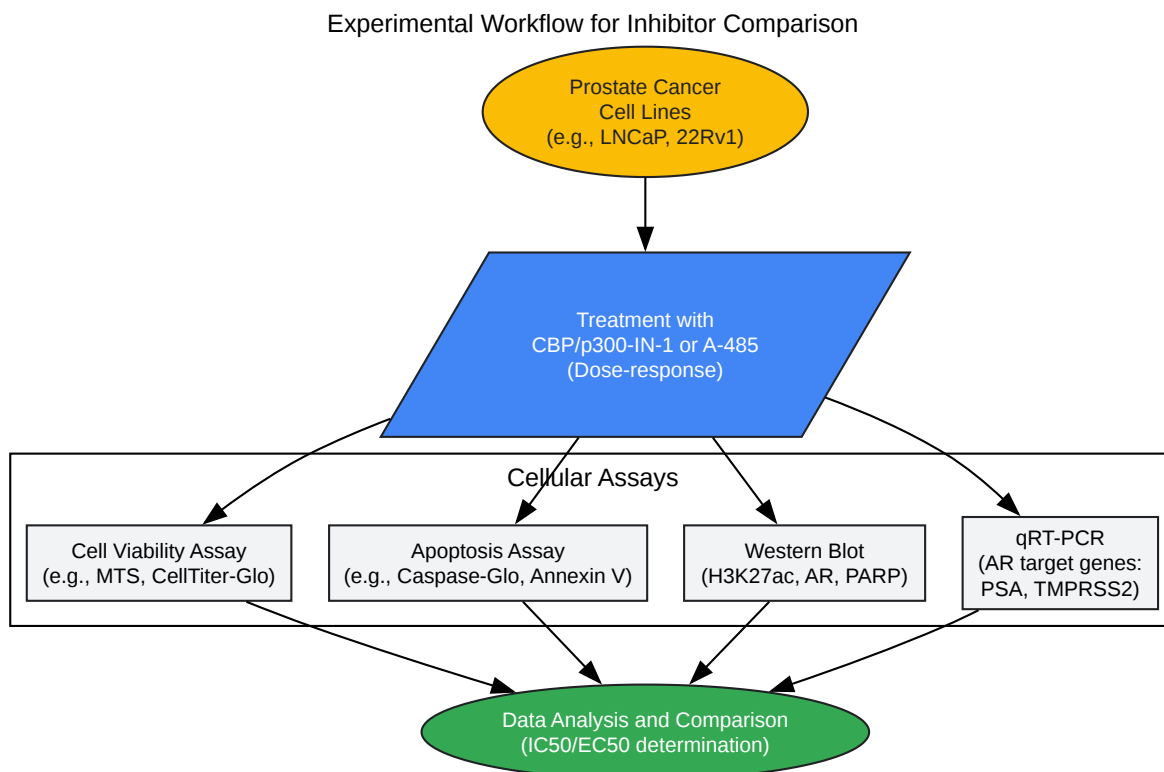 Experimental Workflow for Inhibitor Comparison
Prostate Cancer
Cell Lines
(e.g., LNCaP, 22Rv1)
Treatment with
CBP/p300-IN-1 or A-485
(Dose-response)
Cellular Assays
Cell Viability Assay
(e.g., MTS, CellTiter-Glo)
Apoptosis Assay
(e.g., Caspase-Glo, Annexin V)
Western Blot
(H3K27ac, AR, PARP)
qRT-PCR
(AR target genes:
PSA, TMPRSS2)
Data Analysis and Comparison
(IC50/EC50 determination)